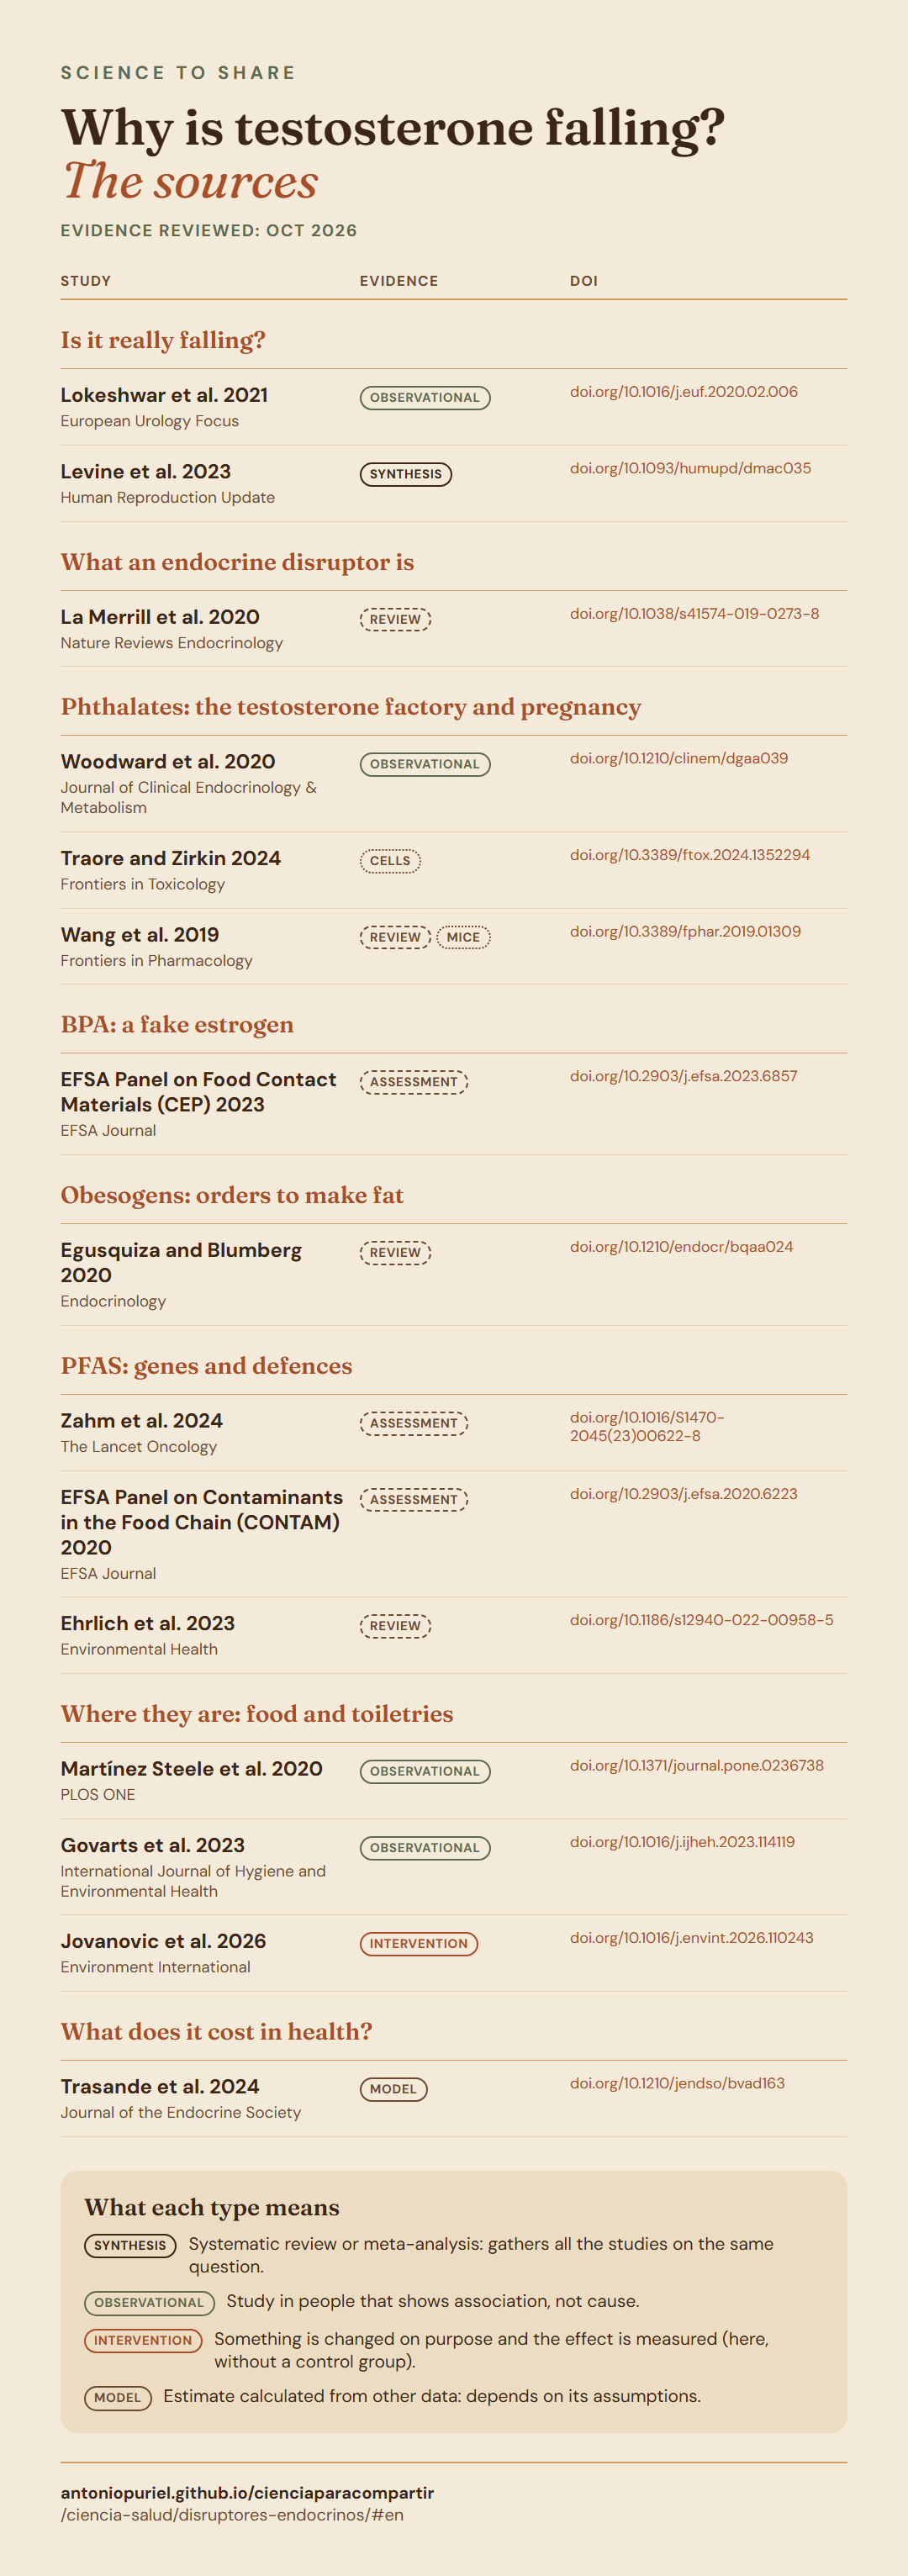 SCIENCE TO SHARE
Why is testosterone falling?
The sources
EVIDENCE REVIEWED: OCT 2026
STUDY EVIDENCE DOI
Is it really falling?
Lokeshwar et al. 2021 OBSERVATIONAL doi.org/10.1016/j.euf.2020.02.006
European Urology Focus
Levine et al. 2023 SYNTHESIS doi.org/10.1093/humupd/dmac035
Human Reproduction Update
What an endocrine disruptor is
La Merrill et al. 2020 REVIEW doi.org/10.1038/s41574-019-0273-8
Nature Reviews Endocrinology
Phthalates: the testosterone factory and pregnancy
Woodward et al. 2020 OBSERVATIONAL doi.org/10.1210/clinem/dgaa039
Journal of Clinical Endocrinology &
Metabolism
Traore and Zirkin 2024 CELLS doi.org/10.3389/ftox.2024.1352294
Frontiers in Toxicology
Wang et al. 2019 REVIEW MICE doi.org/10.3389/fphar.2019.01309
Frontiers in Pharmacology
BPA: a fake estrogen
EFSA Panel on Food Contact ASSESSMENT doi.org/10.2903/j.efsa.2023.6857
Materials (CEP) 2023
EFSA Journal
Obesogens: orders to make fat
Egusquiza and Blumberg REVIEW doi.org/10.1210/endocr/bqaa024
2020
Endocrinology
PFAS: genes and defences
Zahm et al. 2024 ASSESSMENT doi.org/10.1016/S1470-
The Lancet Oncology 2045(23)00622-8
EFSA Panel on Contaminants ASSESSMENT doi.org/10.2903/j.efsa.2020.6223
in the Food Chain (CONTAM)
2020
EFSA Journal
Ehrlich et al. 2023 REVIEW doi.org/10.1186/s12940-022-00958-5
Environmental Health
Where they are: food and toiletries
Martínez Steele et al. 2020 OBSERVATIONAL doi.org/10.1371/journal.pone.0236738
PLOS ONE
Govarts et al. 2023 OBSERVATIONAL doi.org/10.1016/j.ijheh.2023.114119
International Journal of Hygiene and
Environmental Health
Jovanovic et al. 2026 INTERVENTION doi.org/10.1016/j.envint.2026.110243
Environment International
What does it cost in health?
Trasande et al. 2024 MODEL doi.org/10.1210/jendso/bvad163
Journal of the Endocrine Society
What each type means
SYNTHESIS Systematic review or meta-analysis: gathers all the studies on the same
question.
OBSERVATIONAL Study in people that shows association, not cause.
INTERVENTION Something is changed on purpose and the effect is measured (here,
without a control group).
MODEL Estimate calculated from other data: depends on its assumptions.
antoniopuriel.github.io/cienciaparacompartir
/ciencia-salud/disruptores-endocrinos/#en